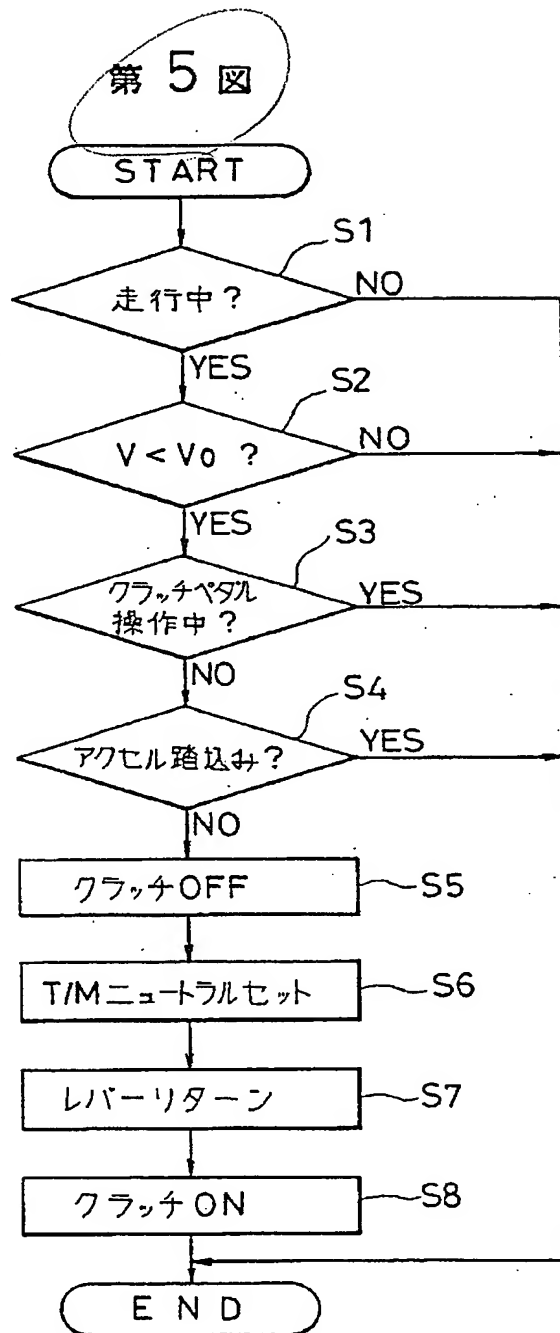 第5図
START
S1
走行中?
NO
YES
S2
V<V0 ?
NO
YES
S3
クラッチペダル
操作中?
YES
NO
S4
アクセル踏込み?
YES
NO
クラッチOFF
S5
T/Mニュートラルセット
S6
レバーリターン
S7
クラッチON
S8
END